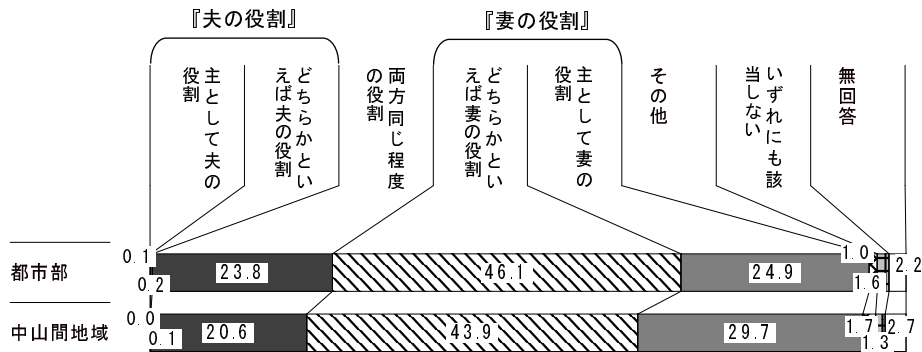 『夫の役割』
『妻の役割』
主として夫の
役割
どちらかとい
えば夫の役割
両方同じ程度
の役割
どちらかとい
えば妻の役割
主として妻の
役割
その他
いずれにも該
当しない
無回答
都市部
0.1
0.2
23.8
46.1
24.9
1.0
1.6
2.2
中山間地域
0.0
0.1
20.6
43.9
29.7
1.7
1.3
2.7